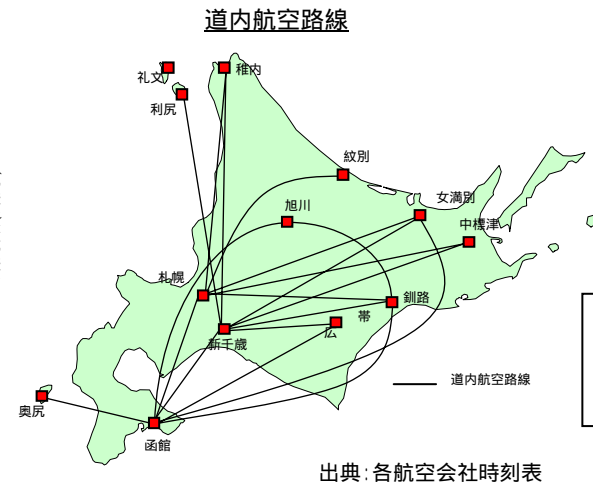 道内航空路線
稚内
礼文
利尻
紋別
女満別
旭川
中標津
札幌
釧路
帯
広
新千歳
道内航空路線
奥尻
函館
出典：各航空会社時刻表